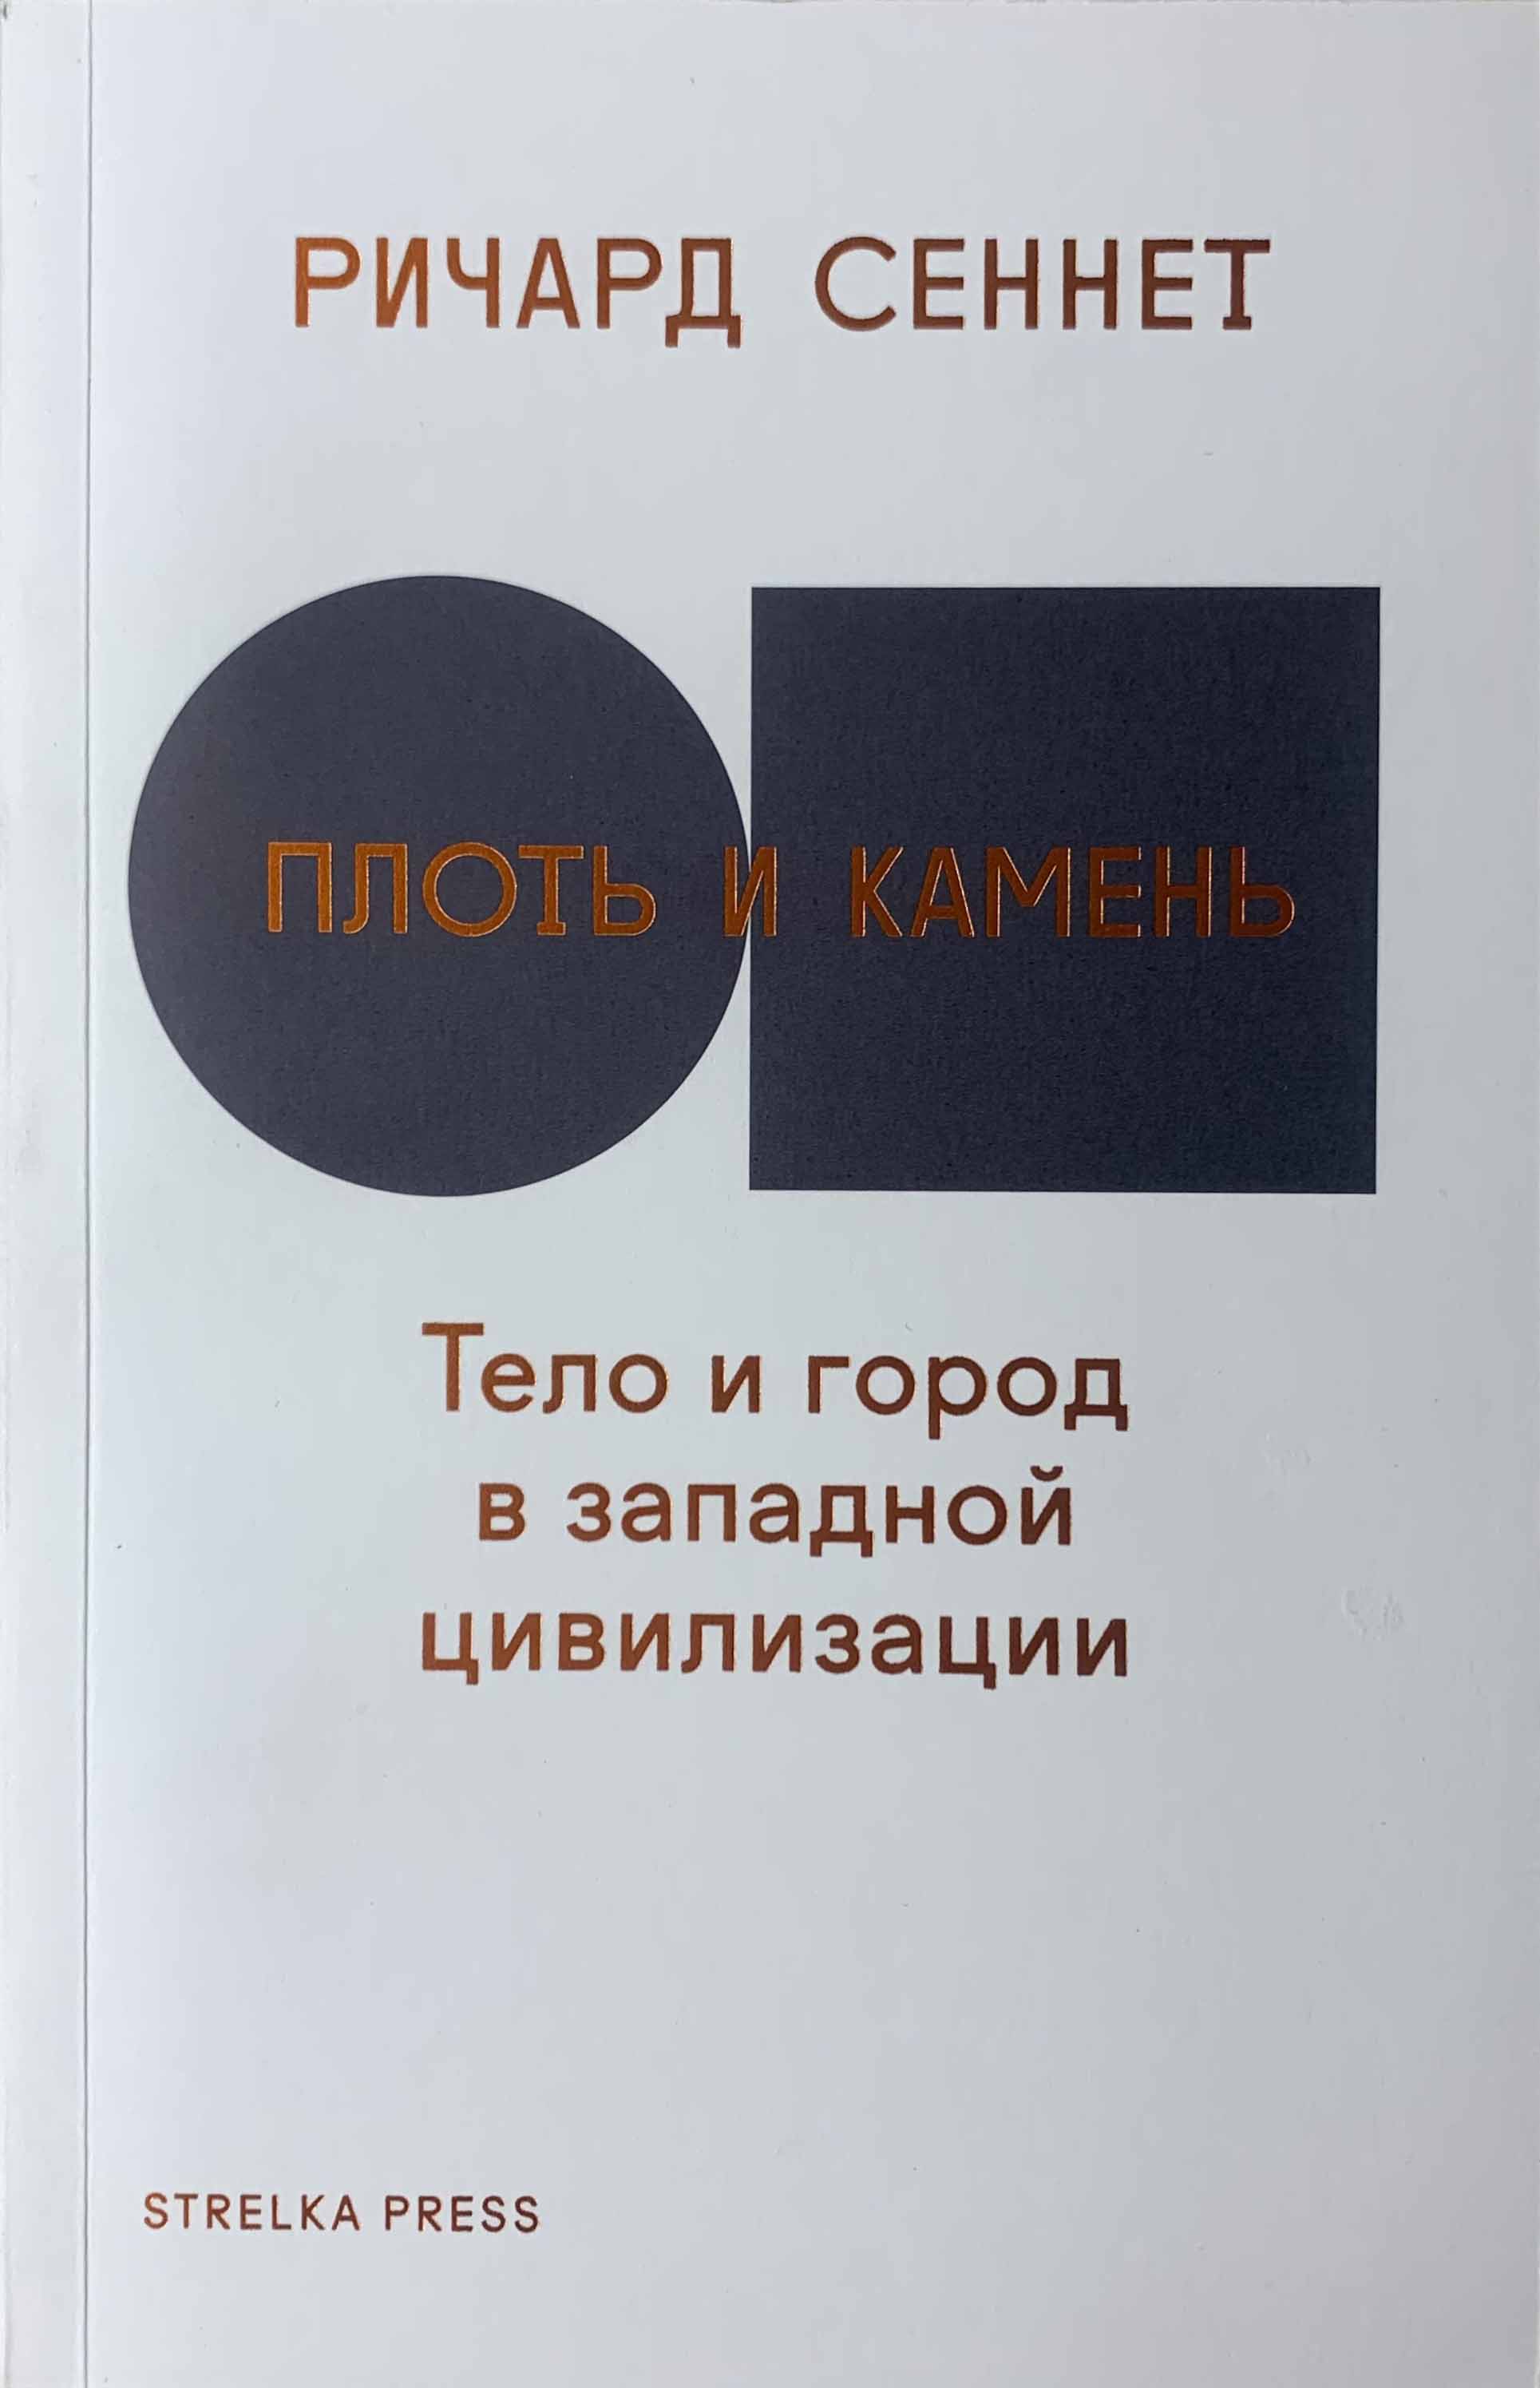 РИЧАРД СЕННЕТ
ПЛОТЬ И КАМЕНЬ
Тело и город
в западной
цивилизации
STRELKA PRESS